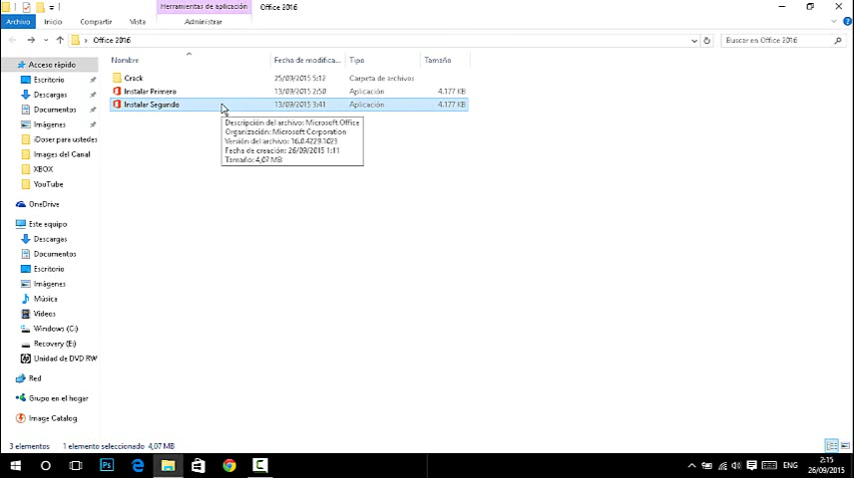 Herramientas de aplicación
Office 2016
Archivo
Inicio
Compartir
Vista
Administrar
Office 2016
Buscar en Office 2016
Nombre
Fecha de modifica...
Tipo
Tamaño
Crack
25/09/2015 5:12
Carpeta de archivos
Instalar Primero
13/09/2015 2:50
Aplicación
4.177 KB
Instalar Segundo
13/09/2015 3:41
Aplicación
4.177 KB
Descripción del archivo: Microsoft Office
Organización: Microsoft Corporation
Versión del archivo: 16.0.4229.1023
Fecha de creación: 26/09/2015 1:11
Tamaño: 4,07 MB
Acceso rápido
Escritorio
Descargas
Documentos
Imágenes
iDoser para ustedes
Images del Canal
XBOX
YouTube
OneDrive
Este equipo
Descargas
Documentos
Escritorio
Imágenes
Música
Vídeos
Windows (C:)
Recovery (E:)
Unidad de DVD RW
Red
Grupo en el hogar
Image Catalog
3 elementos
1 elemento seleccionado 4,07 MB
Ps
ENG
2:15
26/09/2015